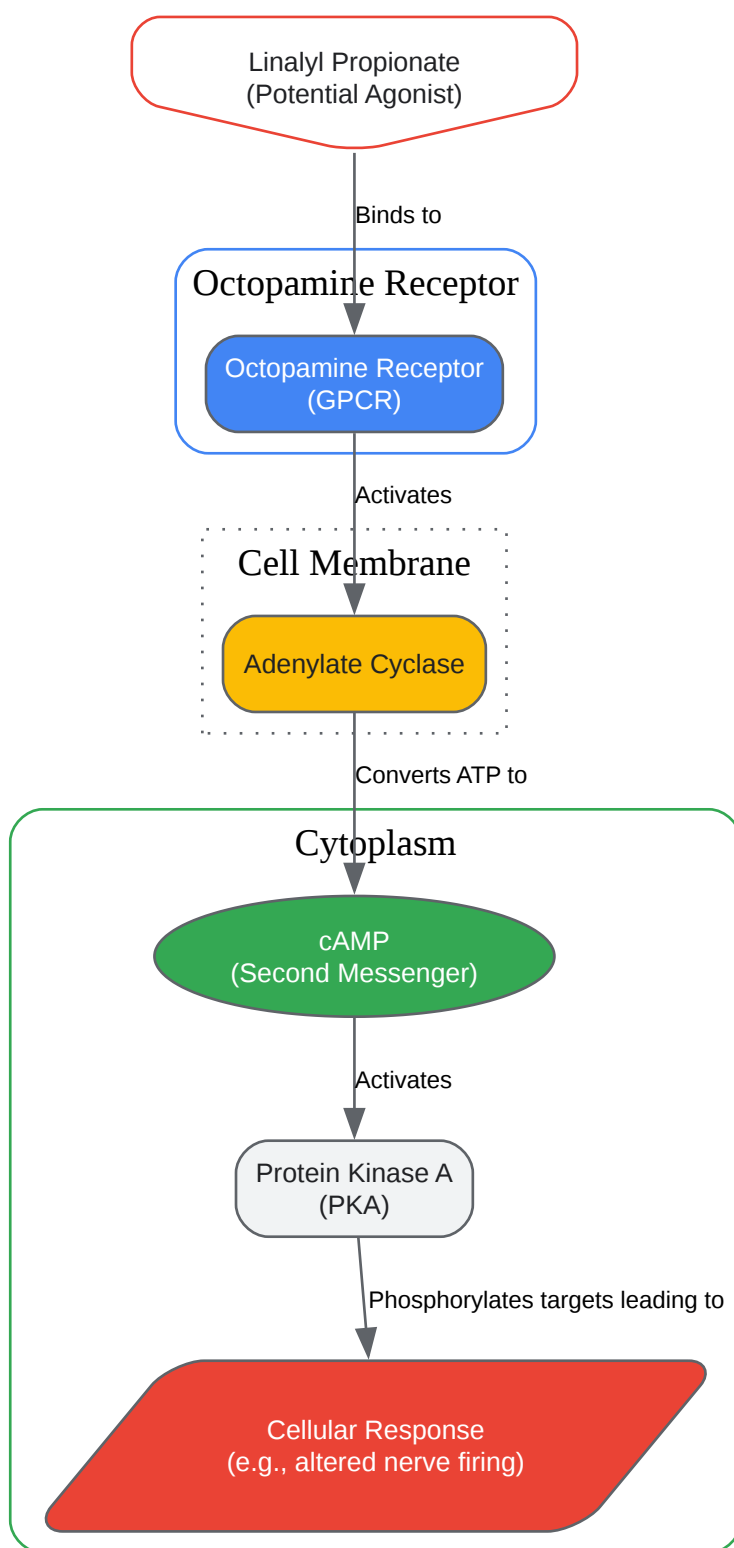 Linalyl Propionate
(Potential Agonist)
Binds to
Octopamine Receptor
Octopamine Receptor
(GPCR)
Activates
Cell Membrane
Adenylate Cyclase
Converts ATP to
Cytoplasm
cAMP
(Second Messenger)
Activates
Protein Kinase A
(PKA)
Phosphorylates targets leading to
Cellular Response
(e.g., altered nerve firing)